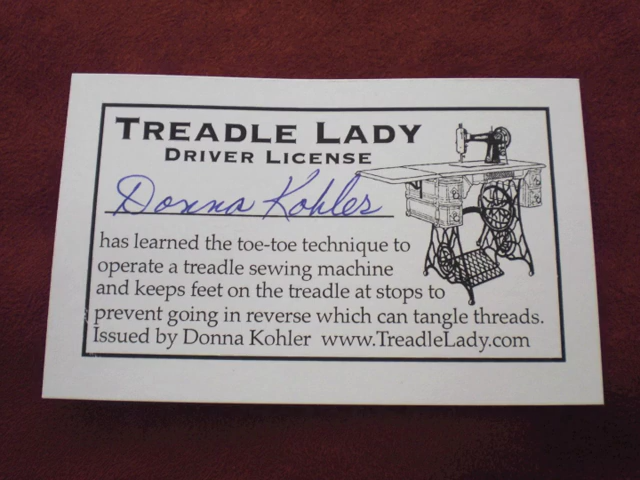 TREADLE LADY
DRIVER LICENSE
Donna Kohler
has learned the toe-toe technique to
operate a treadle sewing machine
and keeps feet on the treadle at stops to
prevent going in reverse which can tangle threads.
Issued by Donna Kohler www.TreadleLady.com